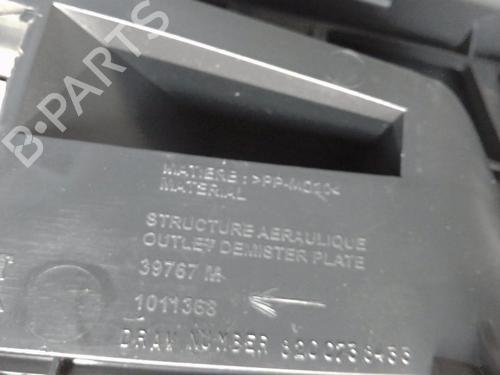 B-PARTS
MATIERE : >PP-MD20<
MATERIAL
STRUCTURE AERAULIQUE
OUTLET DEMISTER PLATE
39767 M
1011368
DRAW NUMBER